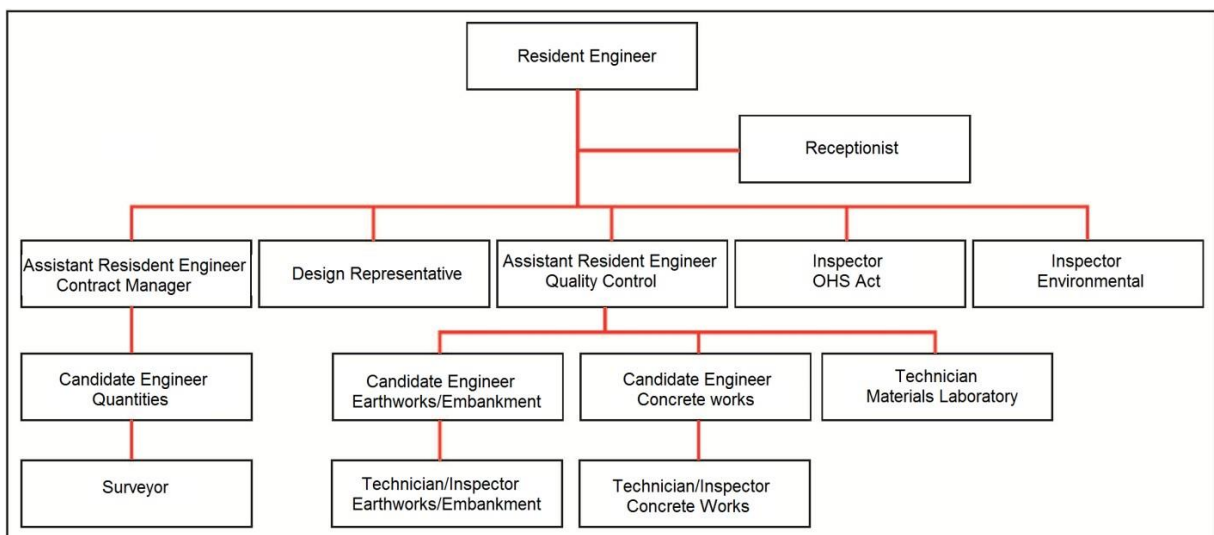 Resident Engineer
Receptionist
Assistant Resisdent Engineer
Contract Manager
Design Representative
Assistant Resident Engineer
Quality Control
Inspector
OHS Act
Inspector
Environmental
Candidate Engineer
Quantities
Candidate Engineer
Earthworks/Embankment
Candidate Engineer
Concrete works
Technician
Materials Laboratory
Surveyor
Technician/Inspector
Earthworks/Embankment
Technician/Inspector
Concrete Works